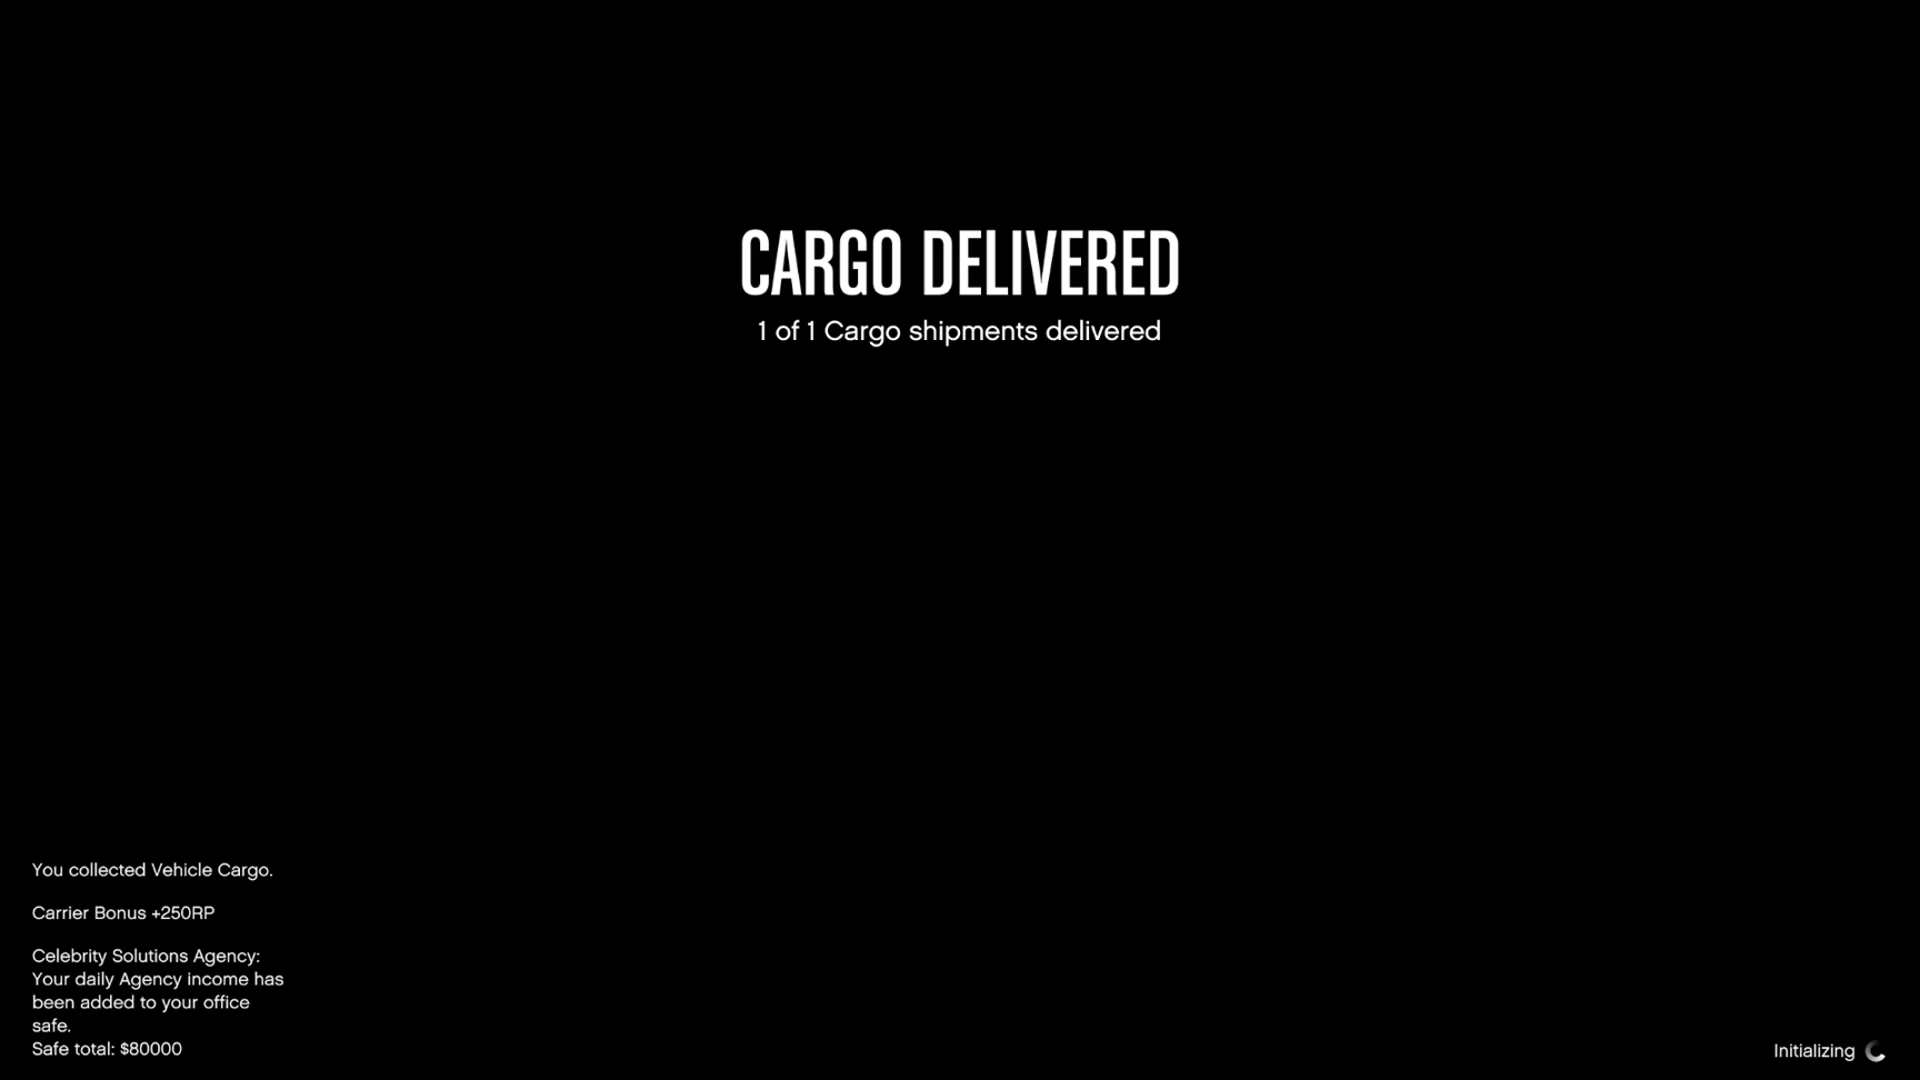 CARGO DELIVERED
1 of 1 Cargo shipments delivered
You collected Vehicle Cargo.
Carrier Bonus +250RP
Celebrity Solutions Agency:
Your daily Agency income has
been added to your office
safe.
Safe total: $80000
Initializing